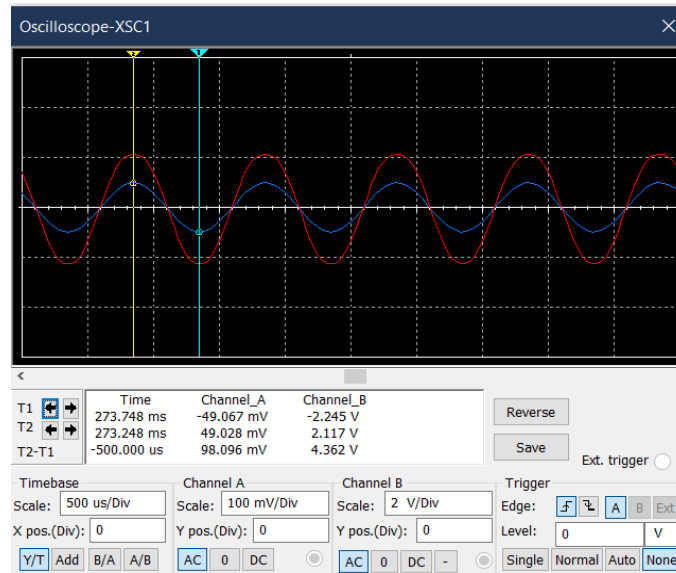 Oscilloscope-XSC1
2 1
Time Channel_A Channel_B
T1 273.748 ms -49.067 mV -2.245 V
T2 273.248 ms 49.028 mV 2.117 V
T2-T1 -500.000 us 98.096 mV 4.362 V
Reverse
Save
Ext. trigger
Timebase Channel A Channel B Trigger
Scale: 500 us/Div Scale: 100 mV/Div Scale: 2 V/Div Edge: A B Ext
X pos.(Div): 0 Y pos.(Div): 0 Y pos.(Div): 0 Level: 0 V
Y/T Add B/A A/B AC 0 DC AC 0 DC - Single Normal Auto None